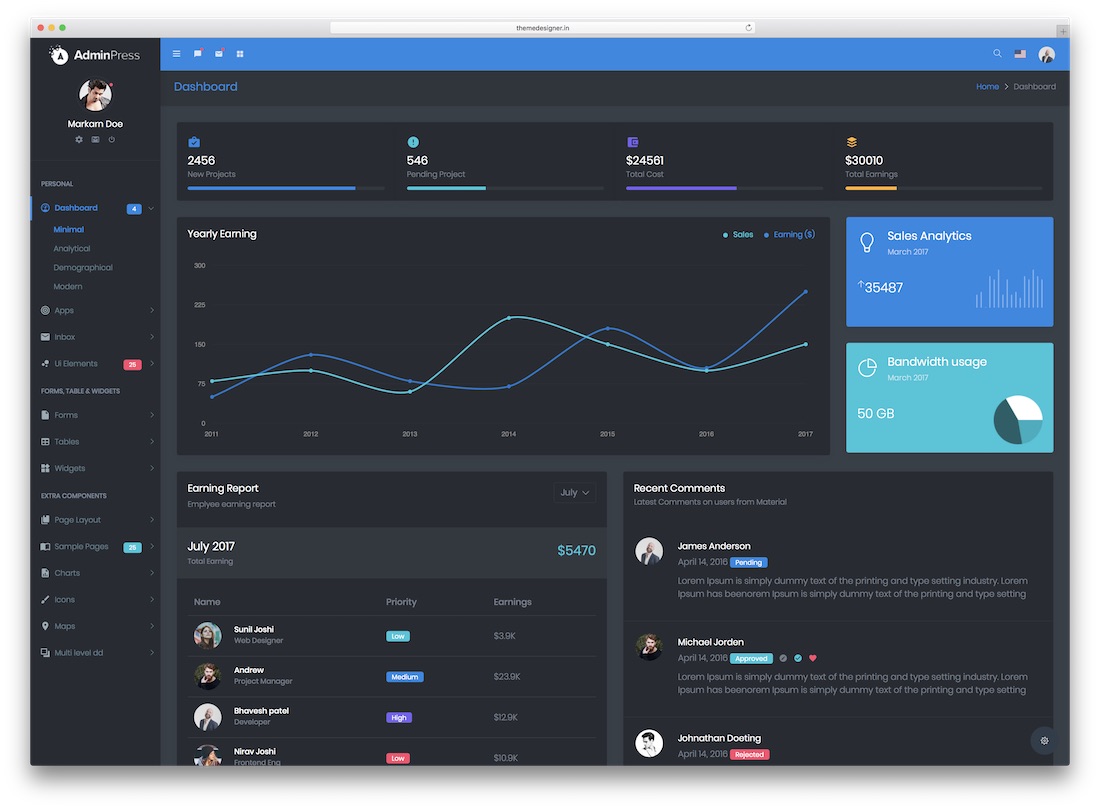 themedesigner.in
AdminPress
Markarn Doe
PERSONAL
Dashboard 4
Minimal
Analytical
Demographical
Modern
Apps
Inbox
Ui Elements 25
FORMS, TABLE & WIDGETS
Forms
Tables
Widgets
EXTRA COMPONENTS
Page Layout
Sample Pages 25
Charts
Icons
Maps
Multi level dd
Dashboard
Home > Dashboard
2456
New Projects
546
Pending Project
$24561
Total Cost
$30010
Total Earnings
Yearly Earning
Sales Earning ($)
300
225
150
75
0
2011 2012 2013 2014 2015 2016 2017
Sales Analytics
March 2017
35487
Bandwidth usage
March 2017
50 GB
Earning Report
Emplyee earning report
July
July 2017
Total Earning
$5470
Name Priority Earnings
Sunil Joshi
Web Designer
Low
$3.9K
Andrew
Project Manager
Medium
$23.9K
Bhavesh patel
Developer
High
$12.9K
Nirav Joshi
Frontend Eng
Low
$10.9K
Recent Comments
Latest Comments on users from Material
James Anderson
April 14, 2016 Pending
Lorem Ipsum is simply dummy text of the printing and type setting industry. Lorem
Ipsum has beenorem Ipsum is simply dummy text of the printing and type setting
Michael Jorden
April 14, 2016 Approved
Lorem Ipsum is simply dummy text of the printing and type setting industry. Lorem
Ipsum has beenorem Ipsum is simply dummy text of the printing and type setting
Johnathan Doeting
April 14, 2016 Rejected